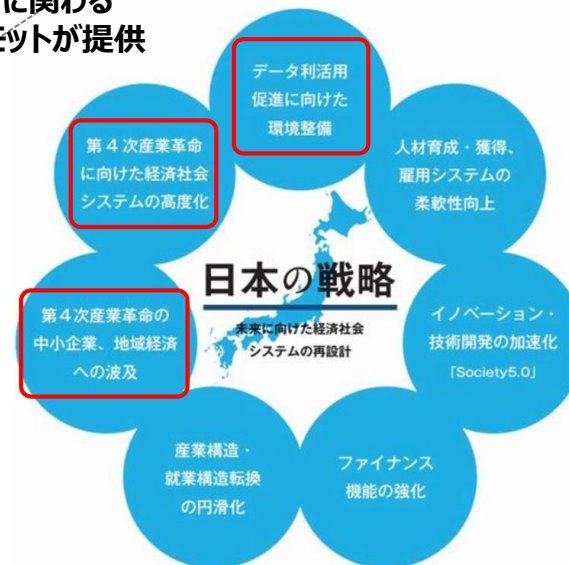 に関わる
モットが提供
データ利活用
促進に向けた
環境整備
人材育成・獲得、
雇用システムの
柔軟性向上
イノベーション・
技術開発の加速化
「Society5.0」
ファイナンス
機能の強化
産業構造・
就業構造転換
の円滑化
第4次産業革命の
中小企業、地域経済
への波及
第4次産業革命
に向けた経済社会
システムの高度化
日本の戦略
未来に向けた経済社会
システムの再設計